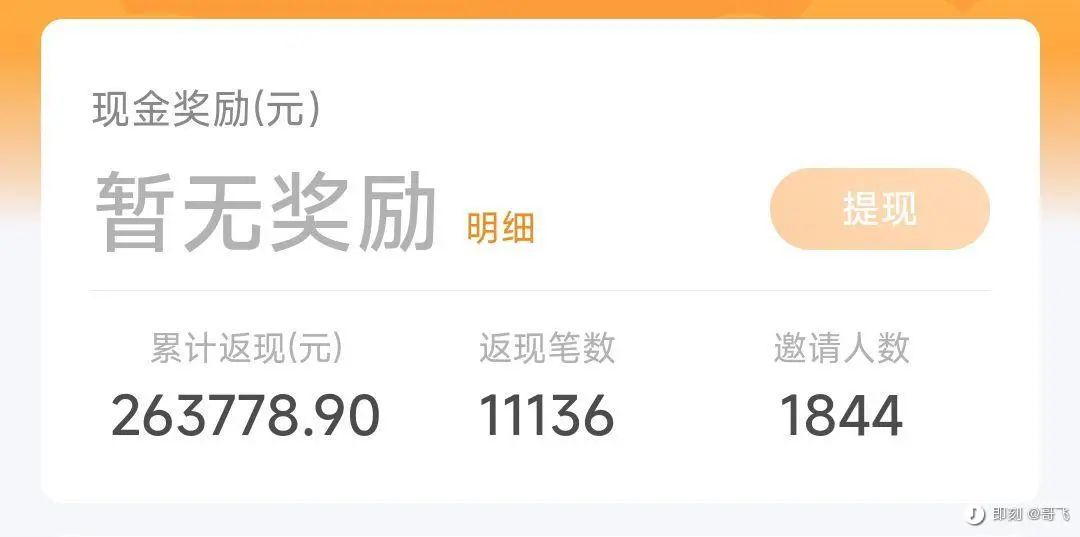 现金奖励(元)
暂无奖励 明细 提现
累计返现(元) 返现笔数 邀请人数
263778.90 11136 1844
即刻 @哥飞